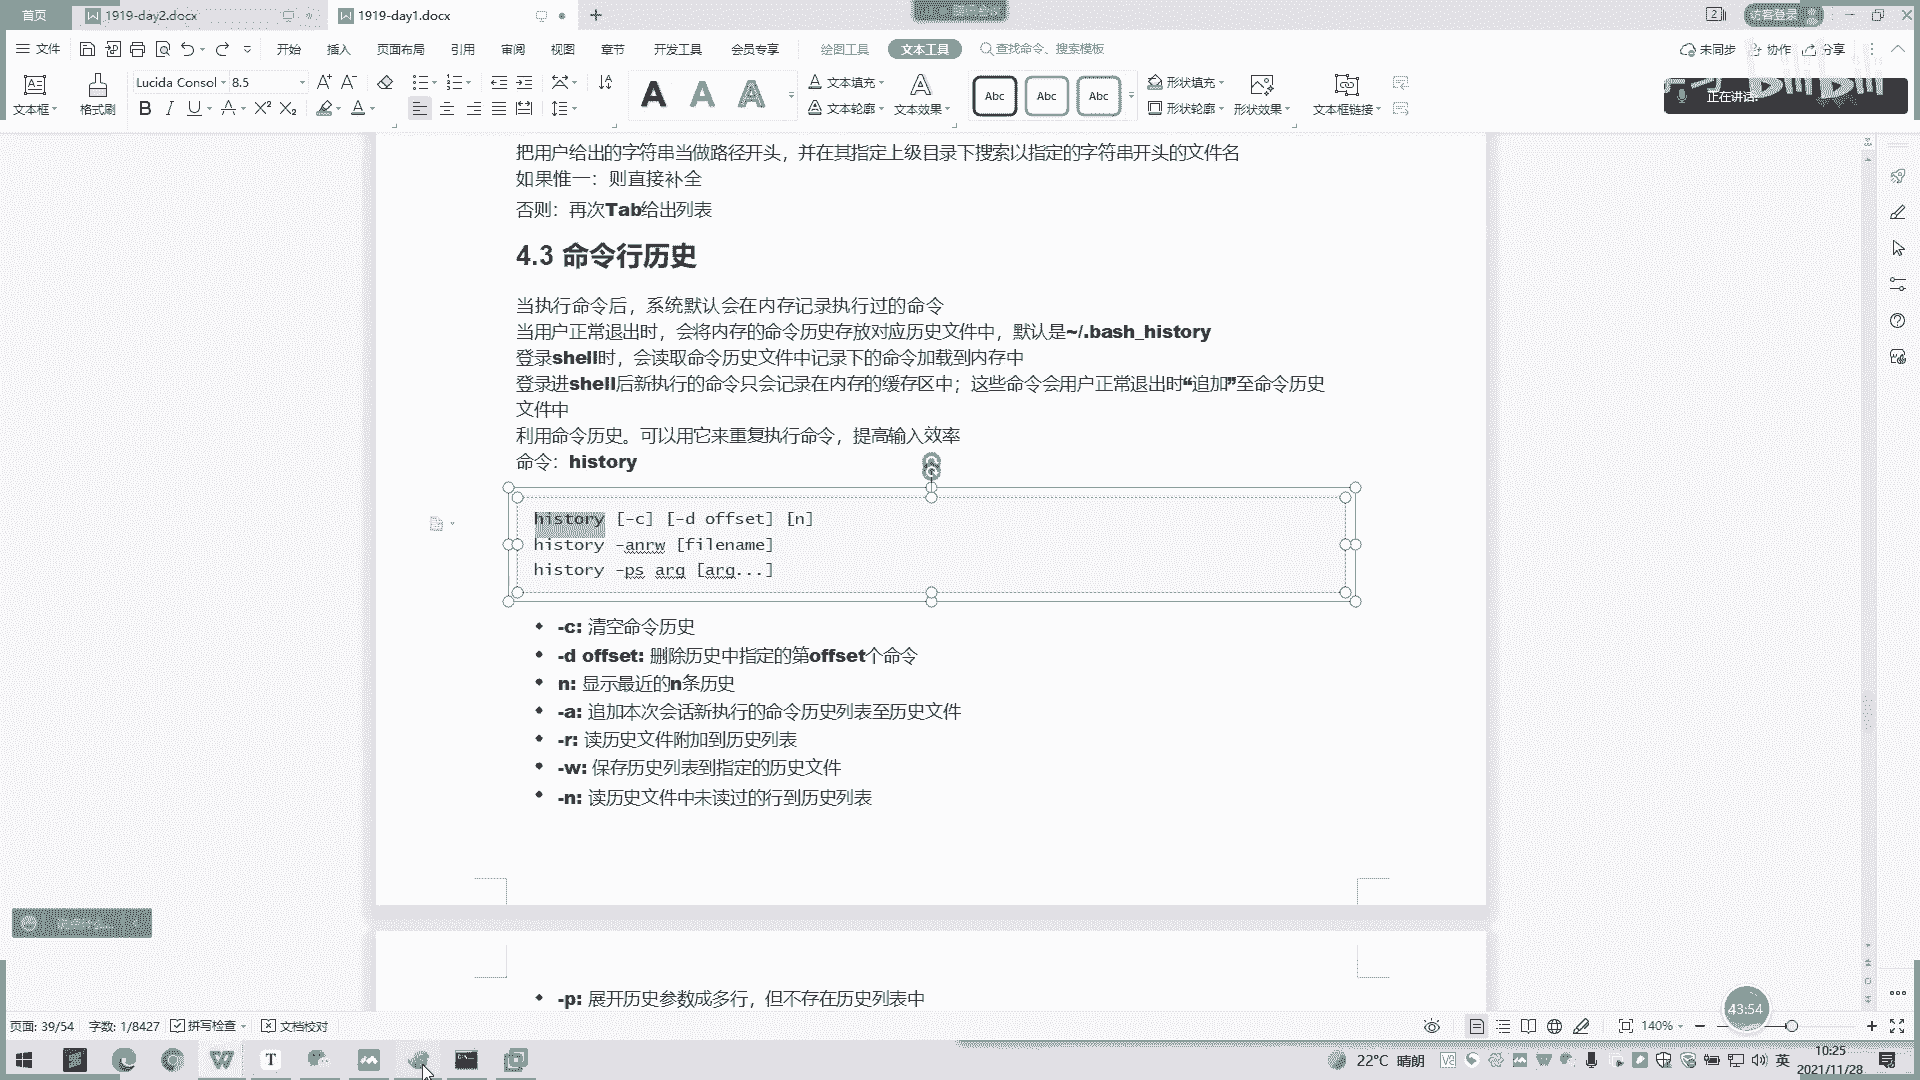 首页
1919-day2.docx
1919-day1.docx
访客登录
文件
开始
插入
页面布局
引用
审阅
视图
章节
开发工具
会员专享
绘图工具
文本工具
查找命令、搜索模板
未同步
协作
分享
文本框
格式刷
Lucida Consol
8.5
文本填充
文本轮廓
文本效果
Abc
Abc
Abc
形状填充
形状轮廓
形状效果
文本框链接
正在讲话:
bilibili
把用户给出的字符串当做路径开头，并在其指定上级目录下搜索以指定的字符串开头的文件名
如果惟一：则直接补全
否则：再次Tab给出列表
4.3 命令行历史
当执行命令后，系统默认会在内存记录执行过的命令
当用户正常退出时，会将内存的命令历史存放对应历史文件中，默认是~/.bash_history
登录shell时，会读取命令历史文件中记录下的命令加载到内存中
登录进shell后新执行的命令只会记录在内存的缓存区中；这些命令会用户正常退出时“追加”至命令历史
文件中
利用命令历史。可以用它来重复执行命令，提高输入效率
命令：history
history [-c] [-d offset] [n]
history -anrw [filename]
history -ps arg [arg...]
-c: 清空命令历史
-d offset: 删除历史中指定的第offset个命令
n: 显示最近的n条历史
-a: 追加本次会话新执行的命令历史列表至历史文件
-r: 读历史文件附加到历史列表
-w: 保存历史列表到指定的历史文件
-n: 读历史文件中未读过的行到历史列表
-p: 展开历史参数成多行，但不存在历史列表中
页面: 39/54
字数: 1/8427
拼写检查
文档校对
140%
43:54
22°C 晴朗
英
10:25
2021/11/28